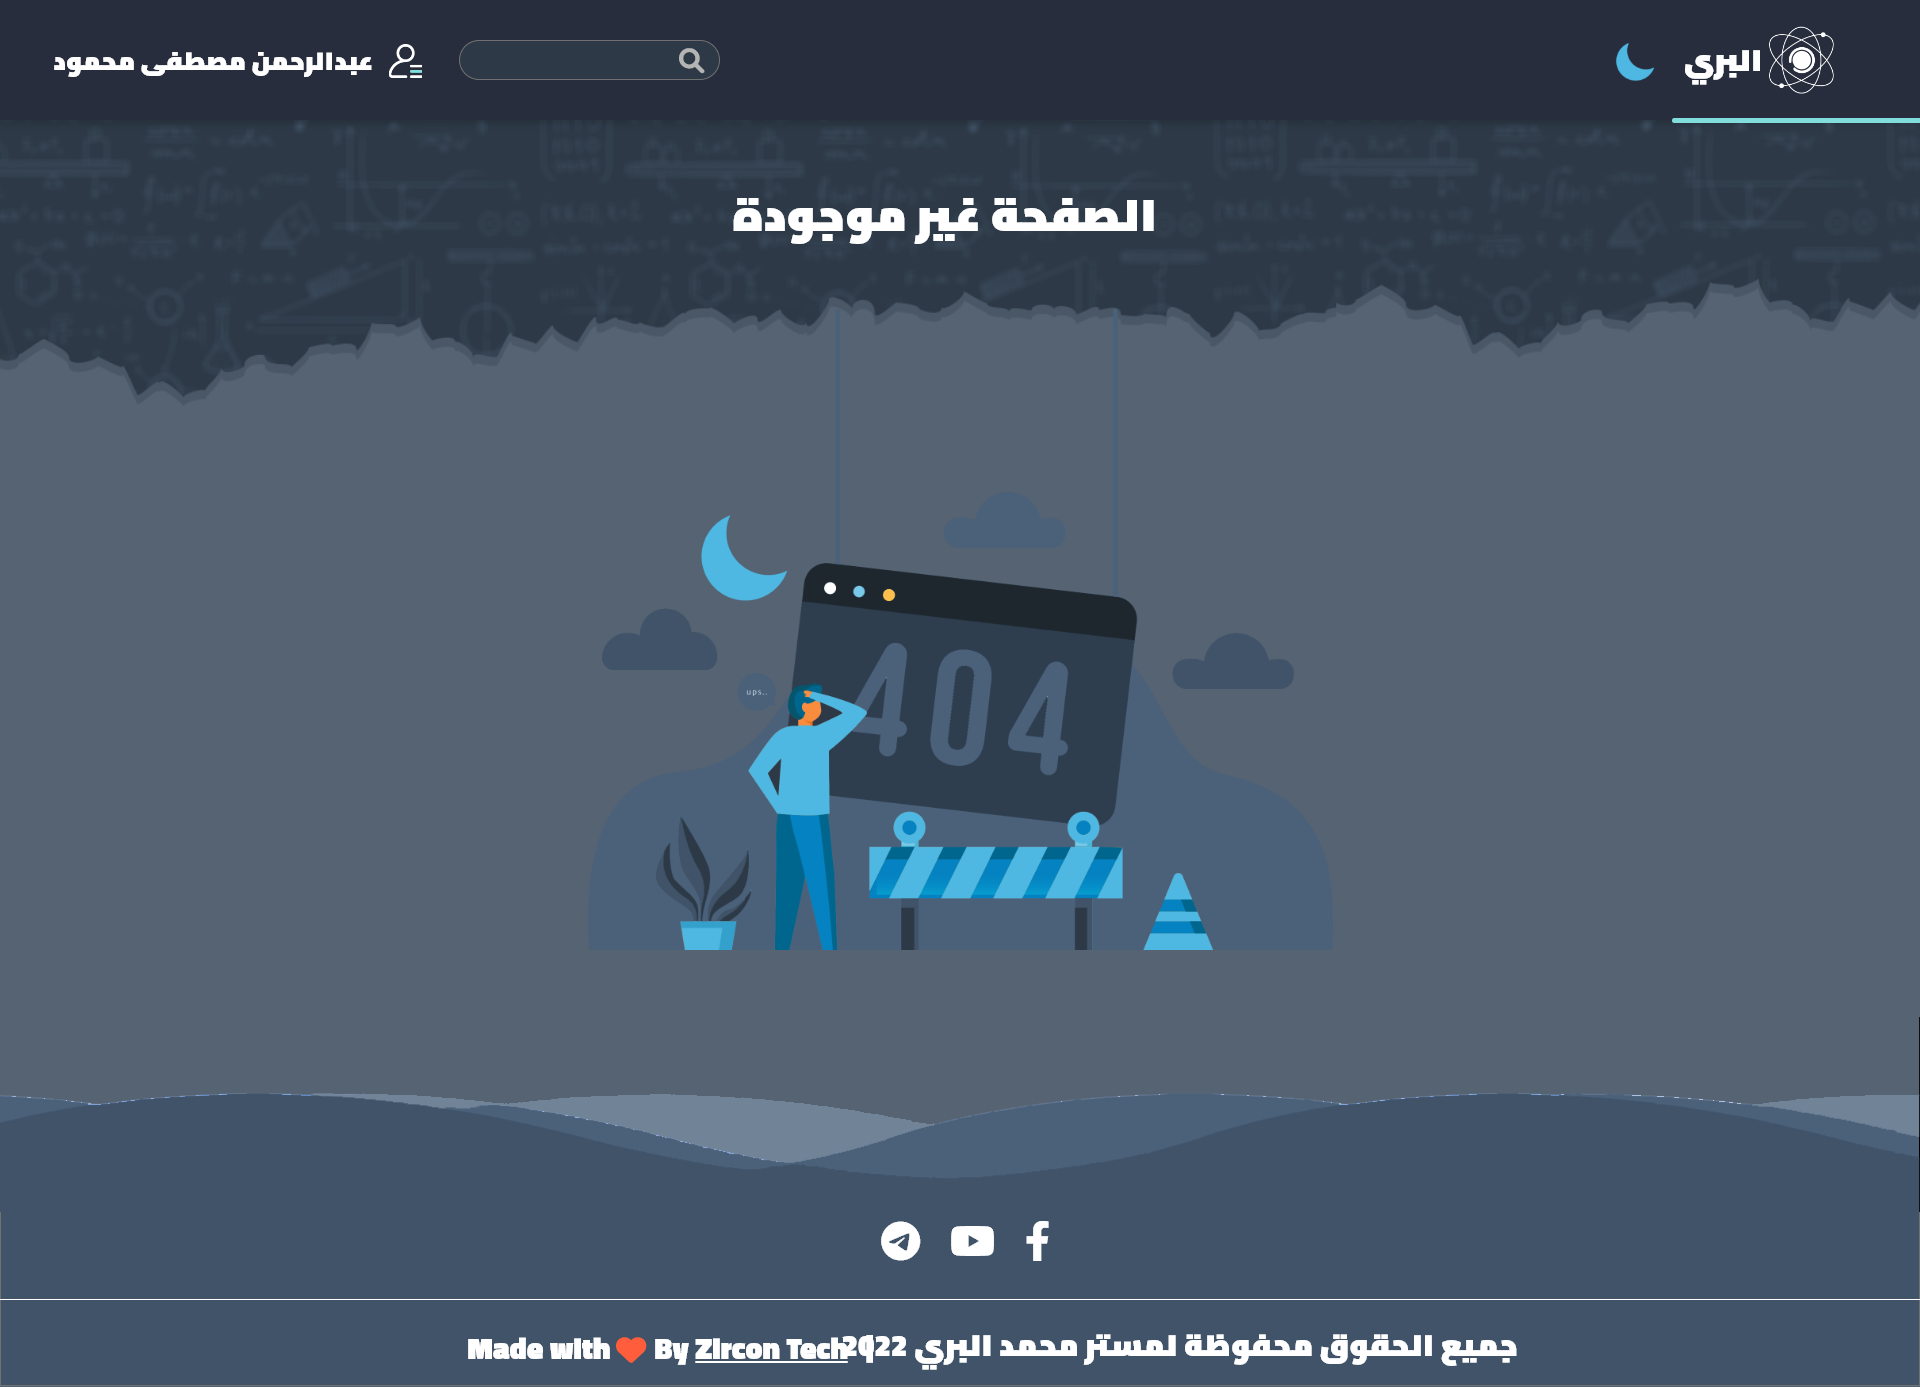 البري
عبدالرحمن مصطفى محمود
الصفحة غير موجودة
404
ups..
جميع الحقوق محفوظة لمستر محمد البري 2022 |
Made with ❤ By Zircon Tech